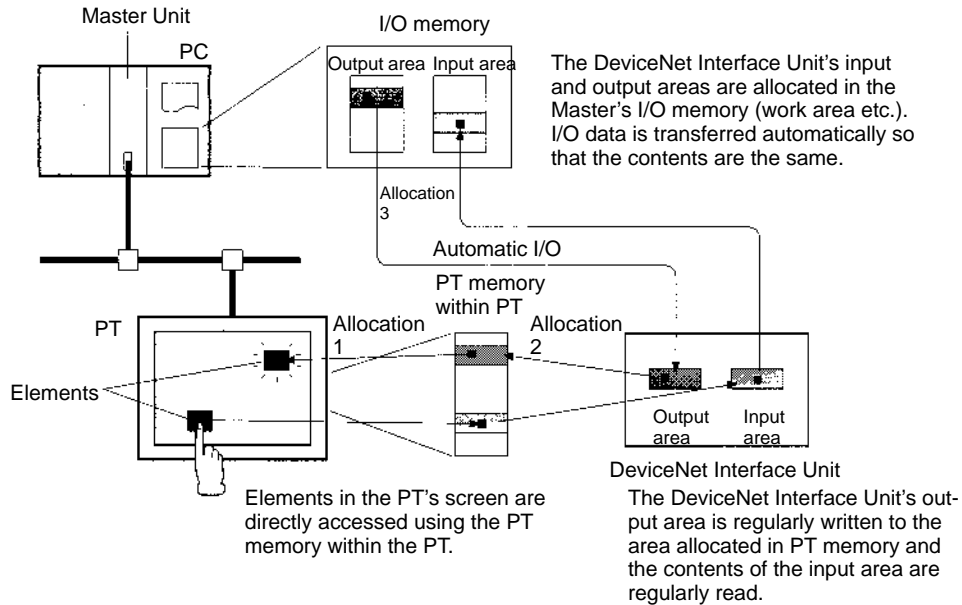 Master Unit
PC
I/O memory
Output area
Input area
The DeviceNet Interface Unit's input
and output areas are allocated in the
Master's I/O memory (work area etc.).
I/O data is transferred automatically so
that the contents are the same.
Allocation
3
Automatic I/O
PT memory
within PT
PT
Allocation
1
Allocation
2
Elements
Output
area
Input
area
DeviceNet Interface Unit
Elements in the PT's screen are
directly accessed using the PT
memory within the PT.
The DeviceNet Interface Unit's out-
put area is regularly written to the
area allocated in PT memory and
the contents of the input area are
regularly read.